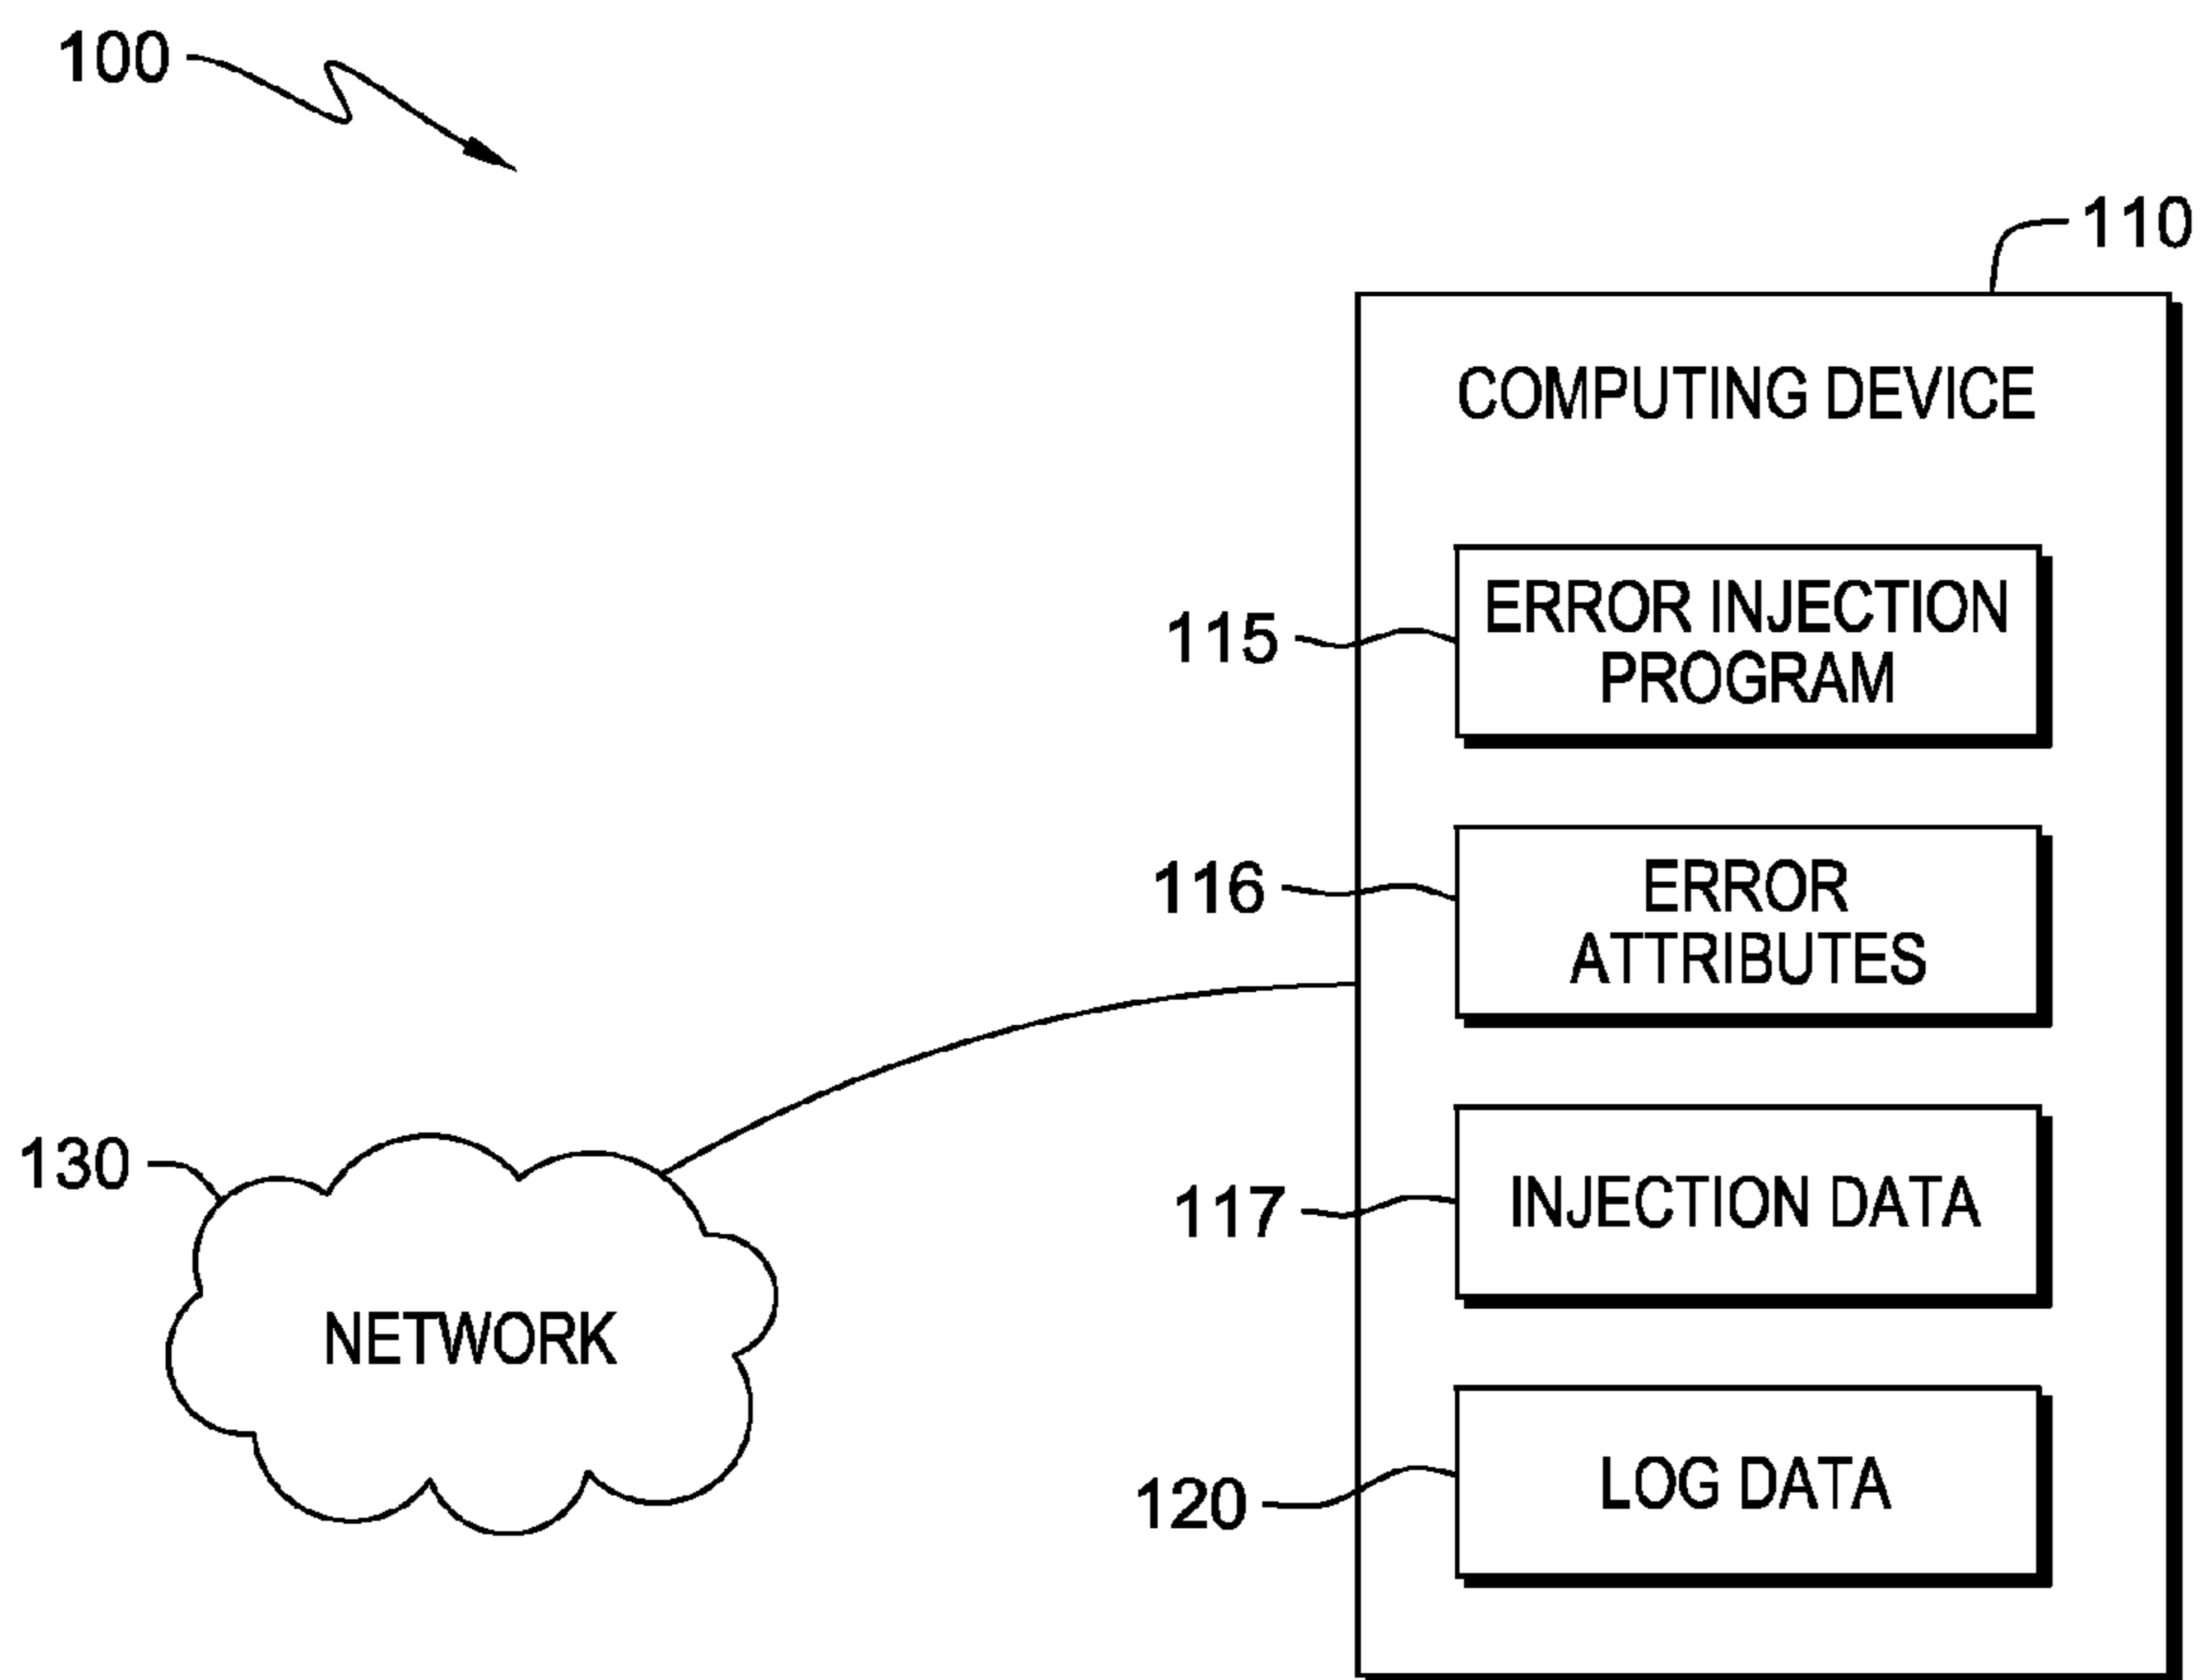 100
110
COMPUTING DEVICE
115
ERROR INJECTION
PROGRAM
116
ERROR
ATTRIBUTES
130
117
INJECTION DATA
NETWORK
120
LOG DATA